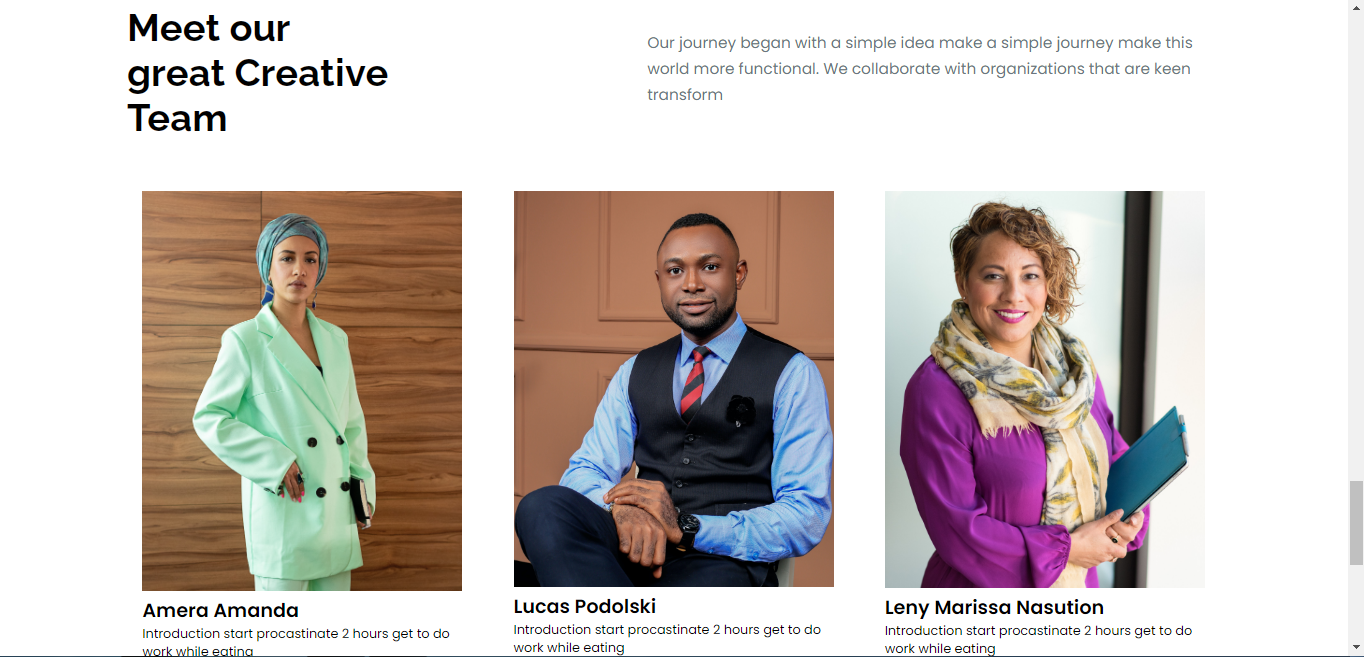 Meet our
great Creative
Team
Our journey began with a simple idea make a simple journey make this
world more functional. We collaborate with organizations that are keen
transform
Amera Amanda
Introduction start procastinate 2 hours get to do
work while eating
Lucas Podolski
Introduction start procastinate 2 hours get to do
work while eating
Leny Marissa Nasution
Introduction start procastinate 2 hours get to do
work while eating